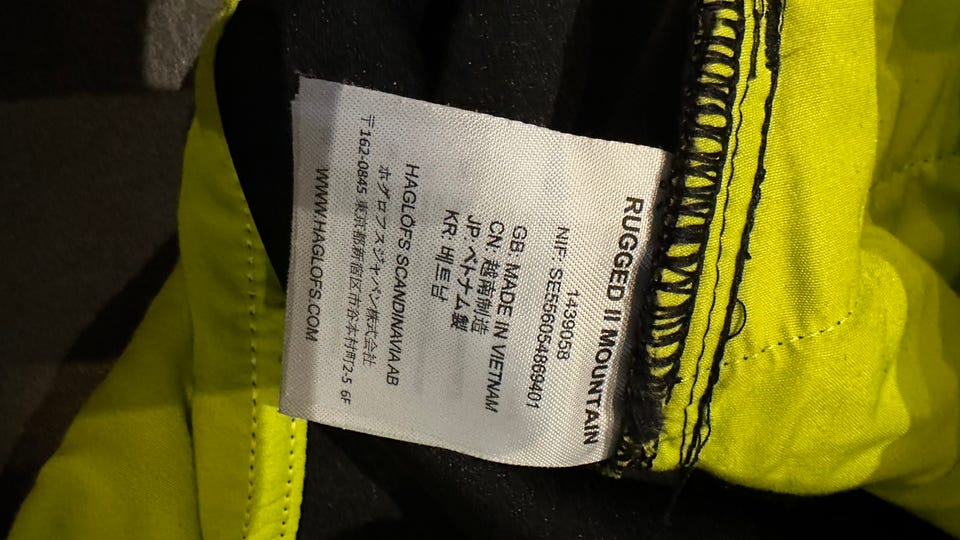 RUGGED II MOUNTAIN
1439058
NIF: SE556054869401
GB: MADE IN VIETNAM
CN: 越南制造
JP: ベトナム製
KR: 베트남
HAGLÖFS SCANDINAVIA AB
ホグロフスジャパン株式会社
〒162-0845 東京都新宿区市谷本村町2-5 6F
WWW.HAGLOFS.COM